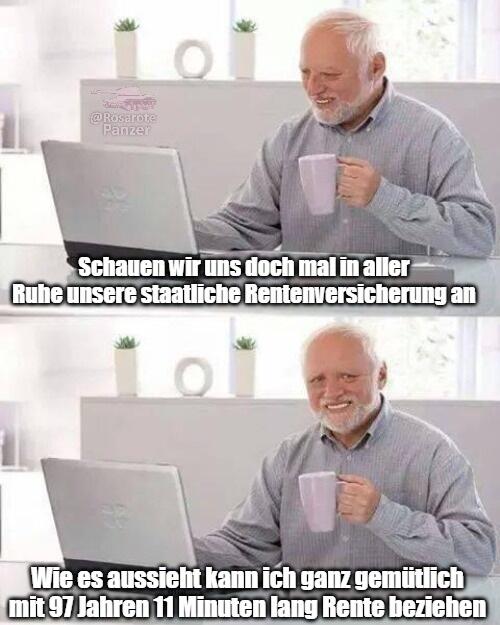 @Rosarote
Panzer
Schauen wir uns doch mal in aller
Ruhe unsere staatliche Rentenversicherung an
Wie es aussieht kann ich ganz gemütlich
mit 97 Jahren 11 Minuten lang Rente beziehen